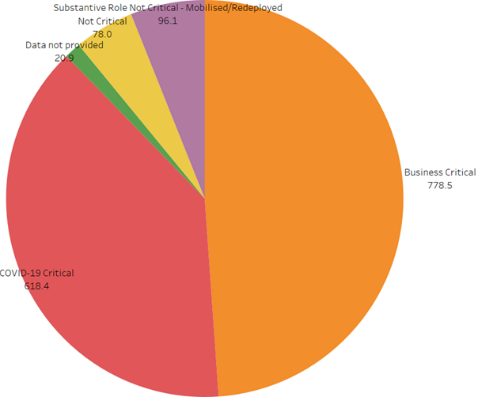 Substantive Role Not Critical - Mobilised/Redeployed
96.1
Not Critical
78.0
Data not provided
20.9
Business Critical
778.5
COVID-19 Critical
618.4